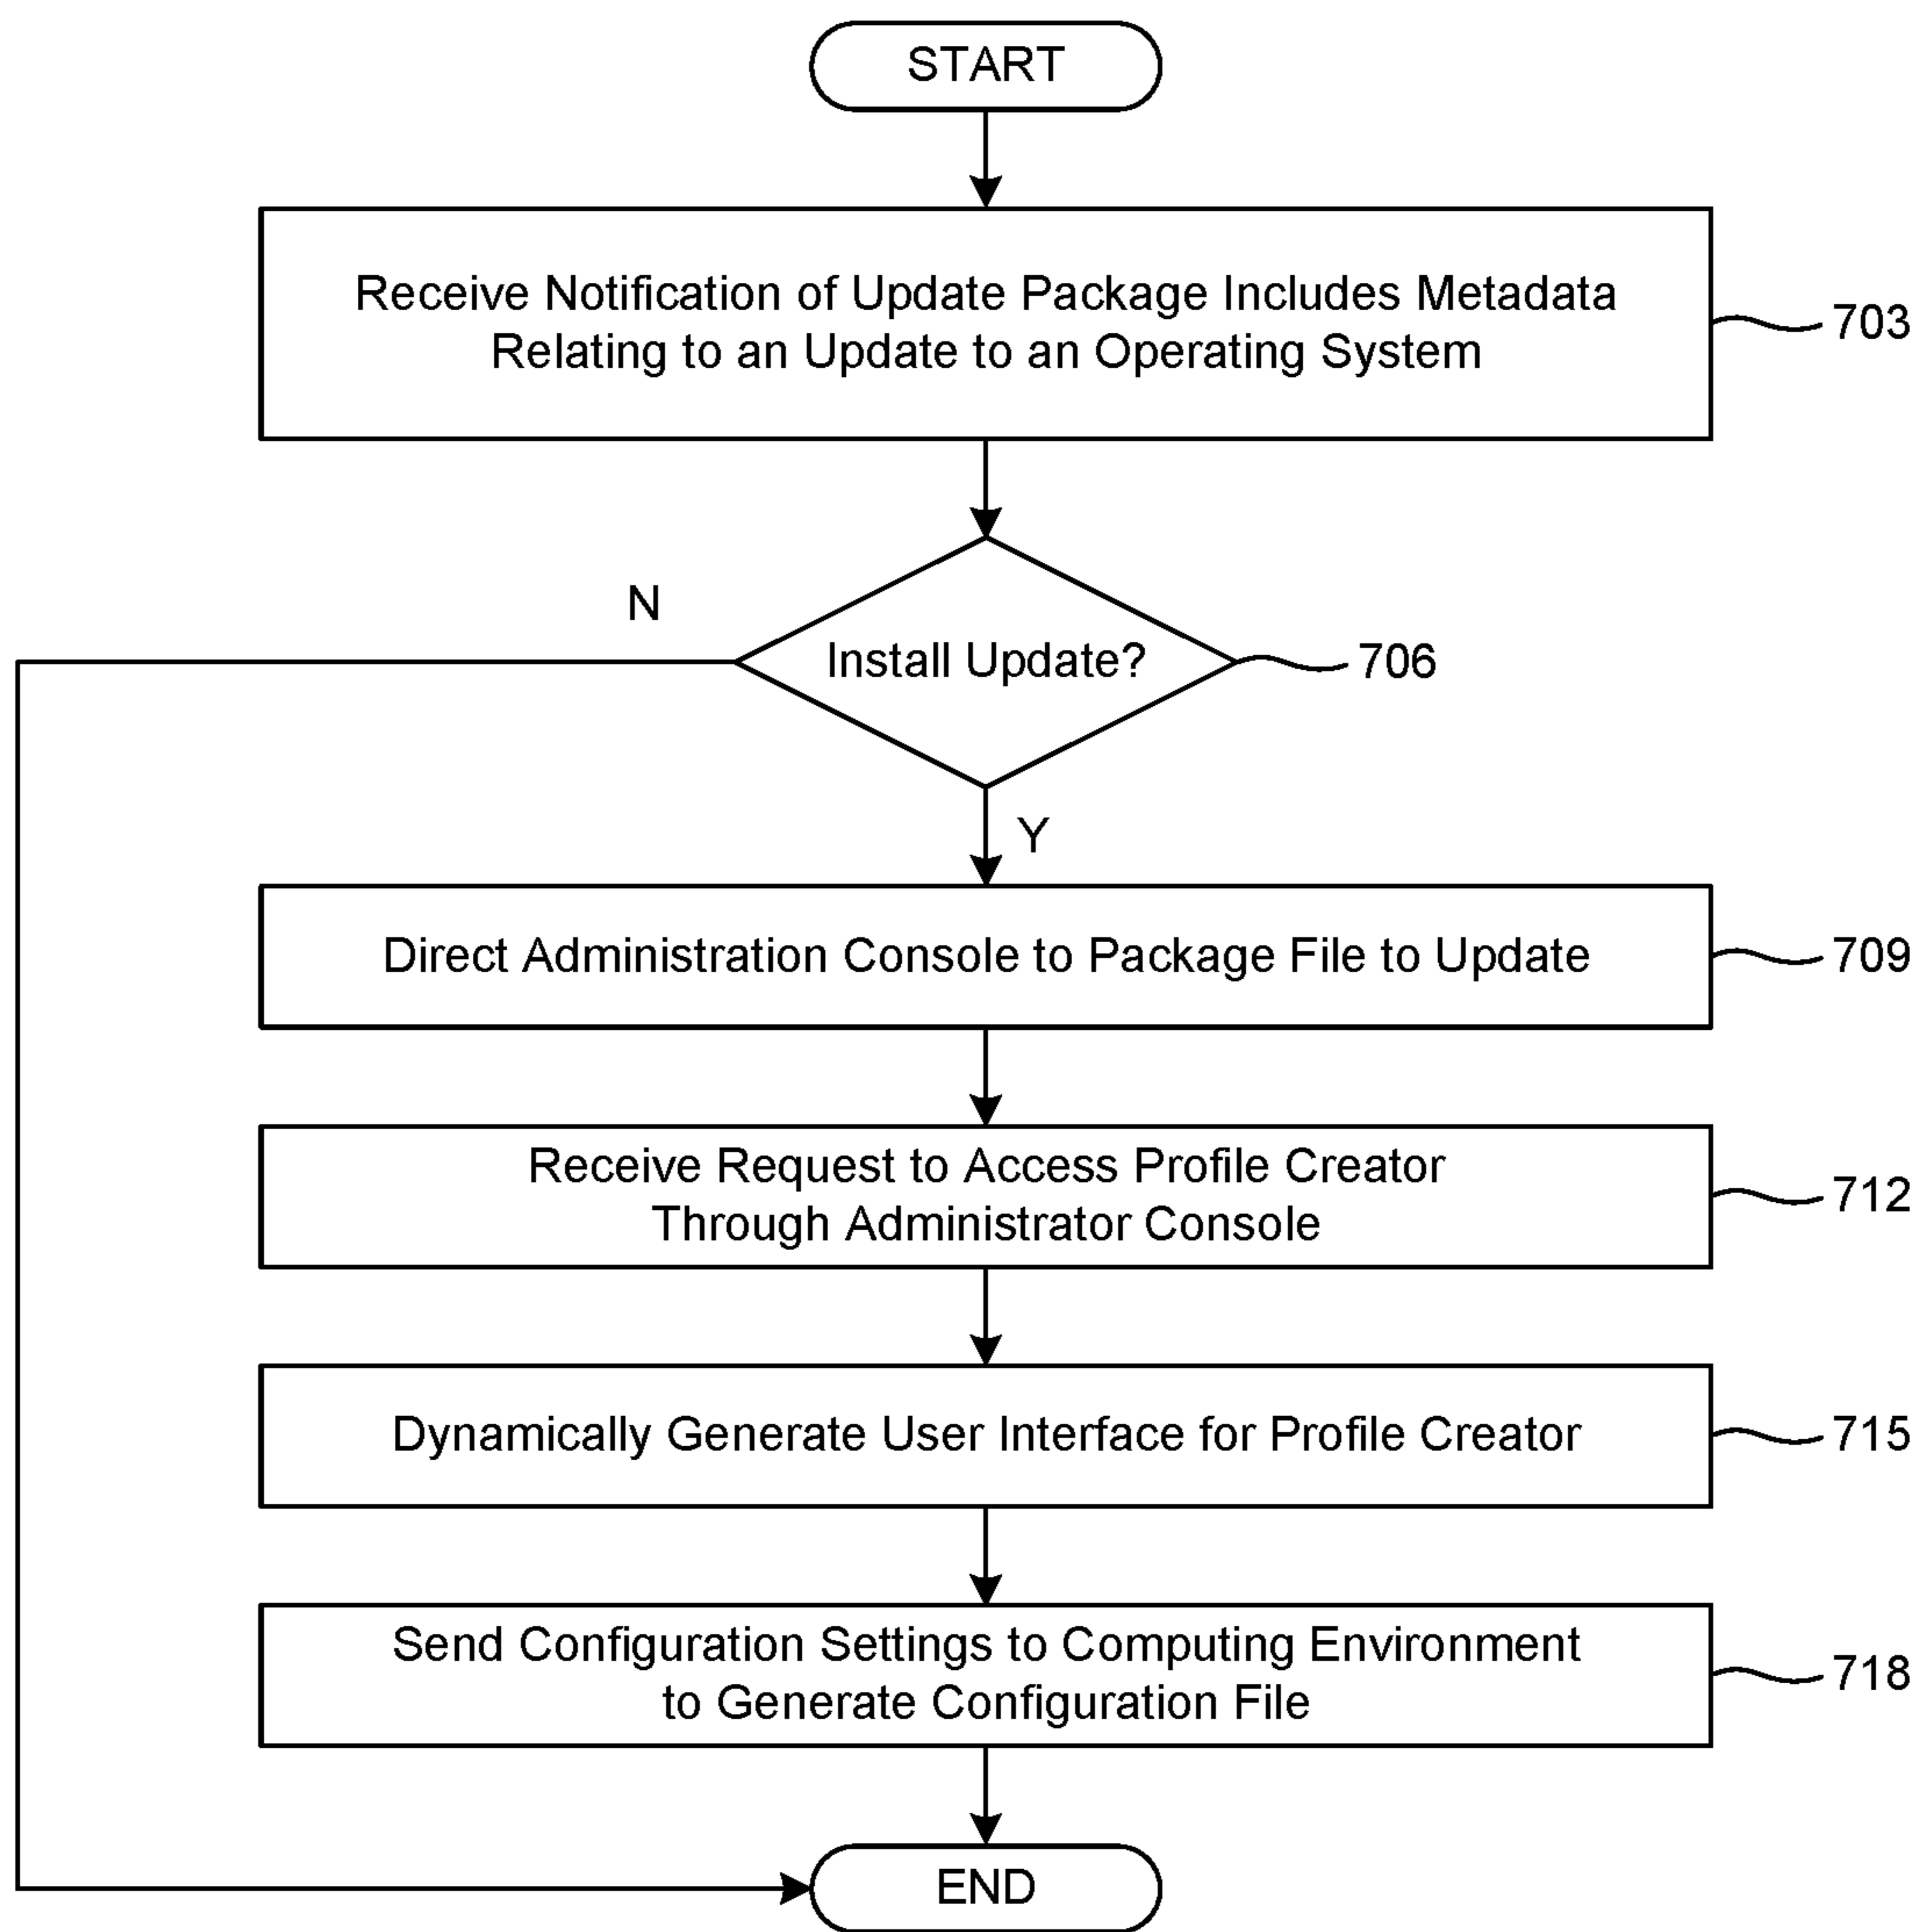 START
Receive Notification of Update Package Includes Metadata
Relating to an Update to an Operating System
703
N
Install Update?
706
Y
Direct Administration Console to Package File to Update
709
Receive Request to Access Profile Creator
Through Administrator Console
712
Dynamically Generate User Interface for Profile Creator
715
Send Configuration Settings to Computing Environment
to Generate Configuration File
718
END